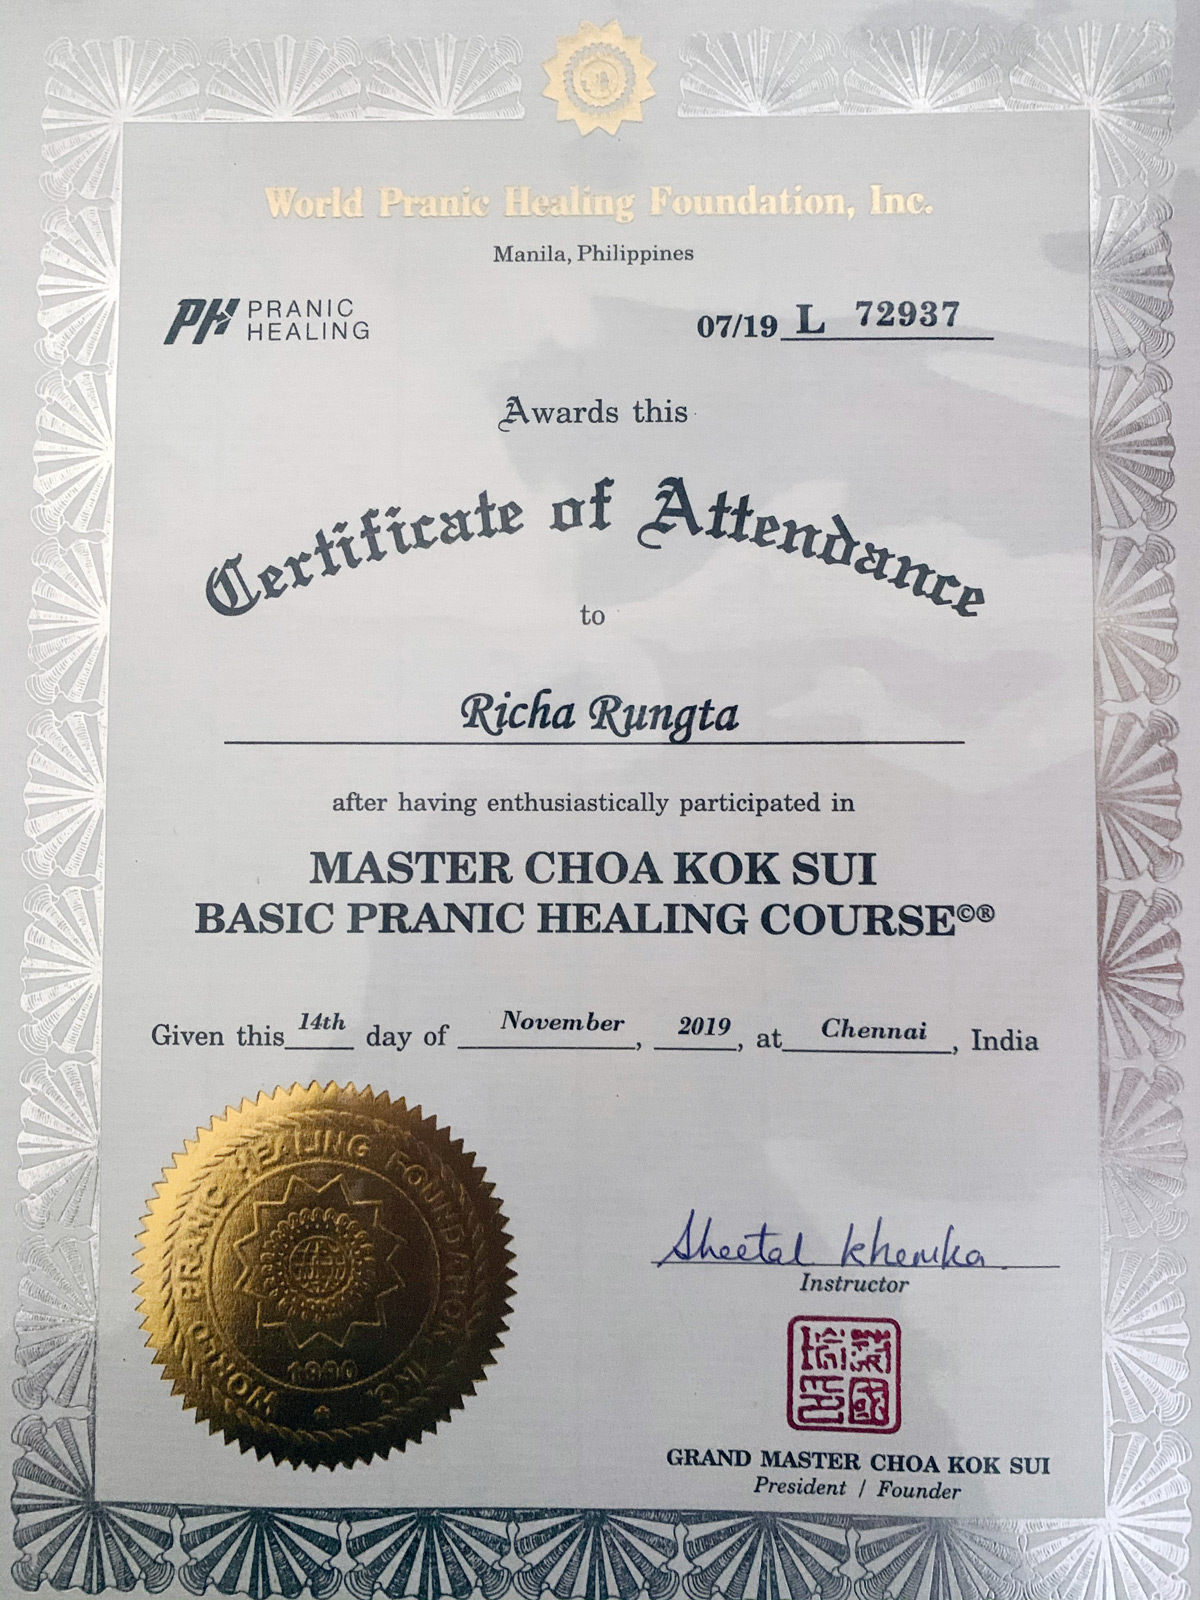 World Pranic Healing Foundation, Inc.
Manila, Philippines
PH PRANIC
HEALING
07/19 L 72937
Awards this
Certificate of Attendance
to
Richa Rungta
after having enthusiastically participated in
MASTER CHOA KOK SUI
BASIC PRANIC HEALING COURSE©®
Given this 14th day of November, 2019, at Chennai, India
WORLD PRANIC HEALING FOUNDATION INC.
1990
Sheetal Khemka
Instructor
GRAND MASTER CHOA KOK SUI
President / Founder